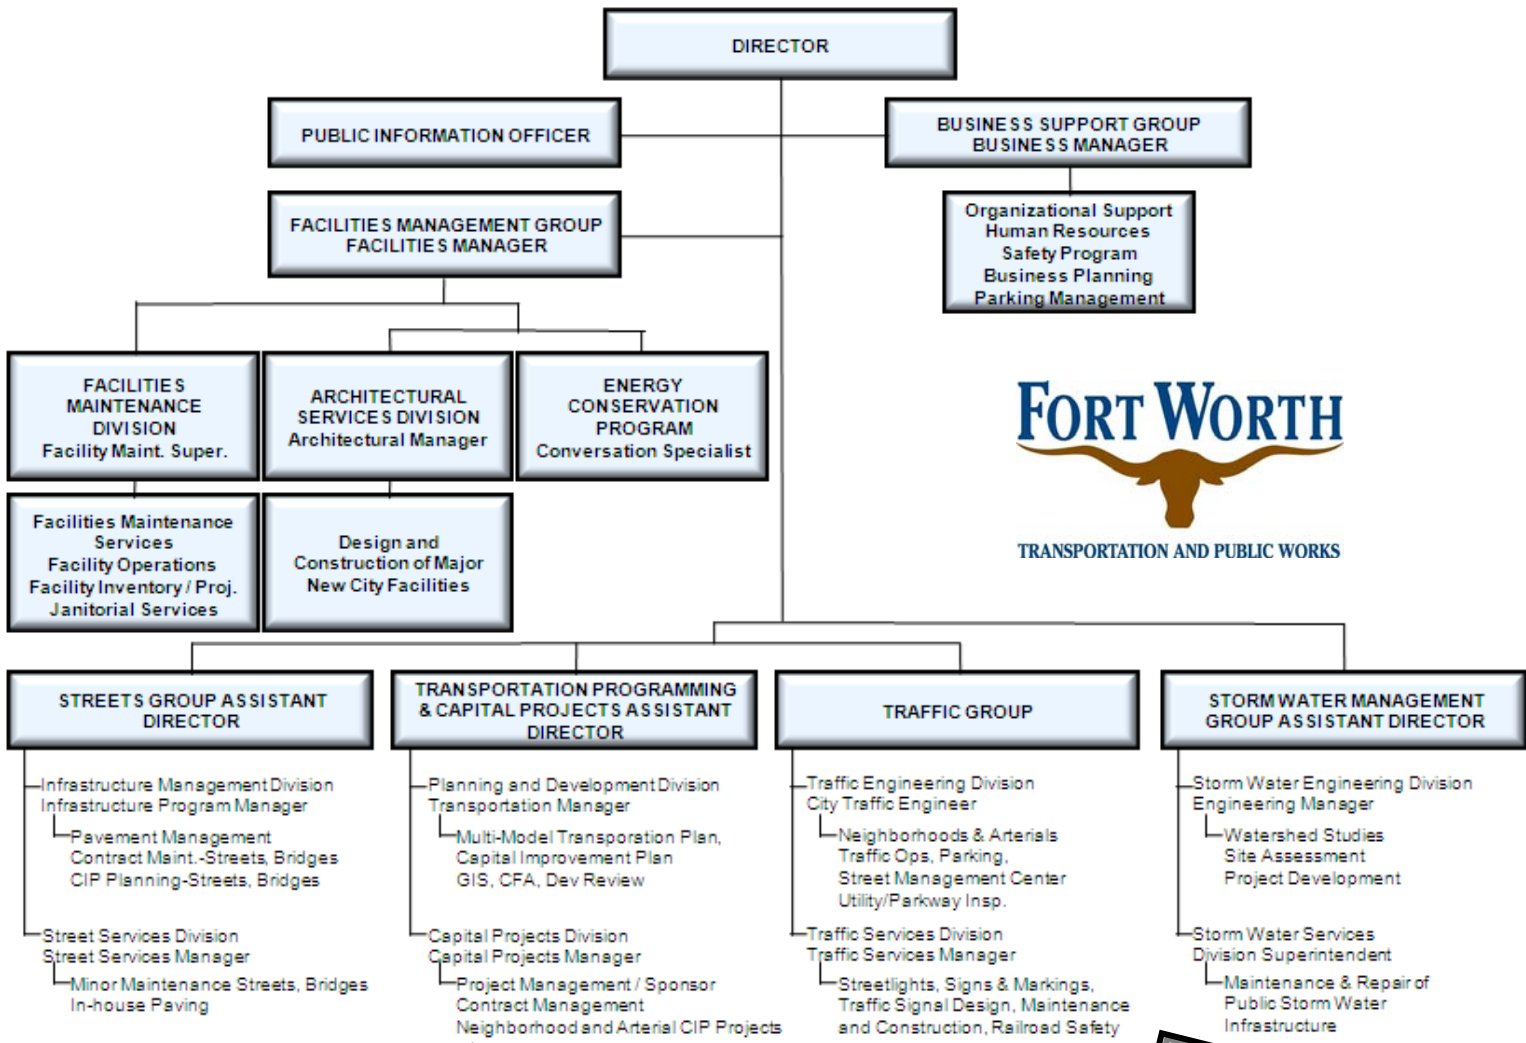 DIRECTOR
PUBLIC INFORMATION OFFICER
BUSINESS SUPPORT GROUP
BUSINESS MANAGER
Organizational Support
Human Resources
Safety Program
Business Planning
Parking Management
FACILITIES MANAGEMENT GROUP
FACILITIES MANAGER
FACILITIES
MAINTENANCE
DIVISION
Facility Maint. Super.
ARCHITECTURAL
SERVICES DIVISION
Architectural Manager
ENERGY
CONSERVATION
PROGRAM
Conversation Specialist
Facilities Maintenance
Services
Facility Operations
Facility Inventory / Proj.
Janitorial Services
Design and
Construction of Major
New City Facilities
FORT WORTH
TRANSPORTATION AND PUBLIC WORKS
STREETS GROUP ASSISTANT
DIRECTOR
Infrastructure Management Division
Infrastructure Program Manager
Pavement Management
Contract Maint.-Streets, Bridges
CIP Planning-Streets, Bridges
Street Services Division
Street Services Manager
Minor Maintenance Streets, Bridges
In-house Paving
TRANSPORTATION PROGRAMMING
& CAPITAL PROJECTS ASSISTANT
DIRECTOR
Planning and Development Division
Transportation Manager
Multi-Model Transporation Plan,
Capital Improvement Plan
GIS, CFA, Dev Review
Capital Projects Division
Capital Projects Manager
Project Management / Sponsor
Contract Management
Neighborhood and Arterial CIP Projects
TRAFFIC GROUP
Traffic Engineering Division
City Traffic Engineer
Neighborhoods & Arterials
Traffic Ops, Parking,
Street Management Center
Utility/Parkway Insp.
Traffic Services Division
Traffic Services Manager
Streetlights, Signs & Markings,
Traffic Signal Design, Maintenance
and Construction, Railroad Safety
STORM WATER MANAGEMENT
GROUP ASSISTANT DIRECTOR
Storm Water Engineering Division
Engineering Manager
Watershed Studies
Site Assessment
Project Development
Storm Water Services
Division Superintendent
Maintenance & Repair of
Public Storm Water
Infrastructure